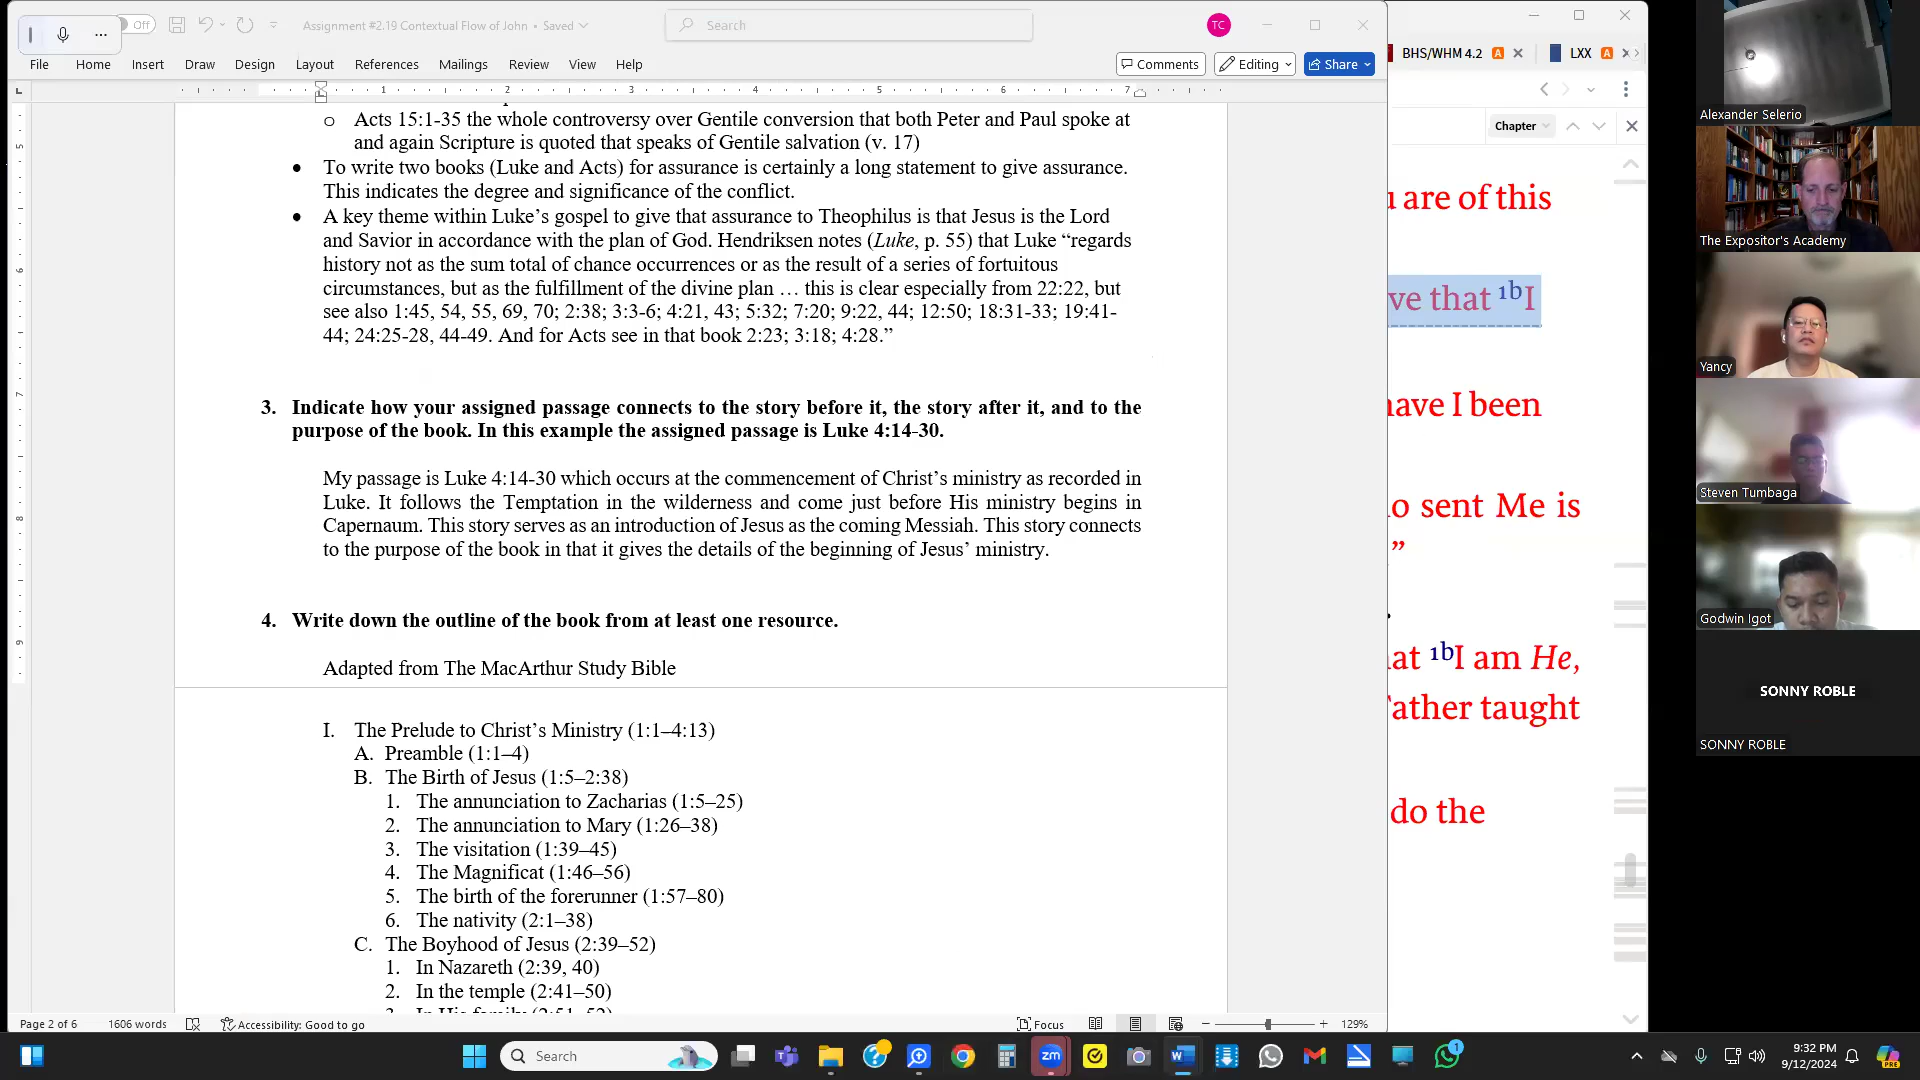 Off
Assignment #2.19 Contextual Flow of John • Saved
Search
TC
File Home Insert Draw Design Layout References Mailings Review View Help
Comments Editing Share
1 2 3 4 5 6 7
Acts 15:1-35 the whole controversy over Gentile conversion that both Peter and Paul spoke at
and again Scripture is quoted that speaks of Gentile salvation (v. 17)
To write two books (Luke and Acts) for assurance is certainly a long statement to give assurance.
This indicates the degree and significance of the conflict.
A key theme within Luke's gospel to give that assurance to Theophilus is that Jesus is the Lord
and Savior in accordance with the plan of God. Hendriksen notes (Luke, p. 55) that Luke “regards
history not as the sum total of chance occurrences or as the result of a series of fortuitous
circumstances, but as the fulfillment of the divine plan … this is clear especially from 22:22, but
see also 1:45, 54, 55, 69, 70; 2:38; 3:3-6; 4:21, 43; 5:32; 7:20; 9:22, 44; 12:50; 18:31-33; 19:41-
44; 24:25-28, 44-49. And for Acts see in that book 2:23; 3:18; 4:28.”
3. Indicate how your assigned passage connects to the story before it, the story after it, and to the
purpose of the book. In this example the assigned passage is Luke 4:14-30.
My passage is Luke 4:14-30 which occurs at the commencement of Christ's ministry as recorded in
Luke. It follows the Temptation in the wilderness and come just before His ministry begins in
Capernaum. This story serves as an introduction of Jesus as the coming Messiah. This story connects
to the purpose of the book in that it gives the details of the beginning of Jesus' ministry.
4. Write down the outline of the book from at least one resource.
Adapted from The MacArthur Study Bible
I. The Prelude to Christ's Ministry (1:1–4:13)
A. Preamble (1:1–4)
B. The Birth of Jesus (1:5–2:38)
1. The annunciation to Zacharias (1:5–25)
2. The annunciation to Mary (1:26–38)
3. The visitation (1:39–45)
4. The Magnificat (1:46–56)
5. The birth of the forerunner (1:57–80)
6. The nativity (2:1–38)
C. The Boyhood of Jesus (2:39–52)
1. In Nazareth (2:39, 40)
2. In the temple (2:41–50)
Page 2 of 6 1606 words Accessibility: Good to go Focus 129%
BHS/WHM 4.2 LXX
Chapter
u are of this
ve that 1bI
have I been
o sent Me is
”
at 1bI am He,
Father taught
do the
Alexander Selerio
The Expositor's Academy
Yancy
Steven Tumbaga
Godwin Igot
SONNY ROBLE
SONNY ROBLE
Search
zm
1
9:32 PM
9/12/2024